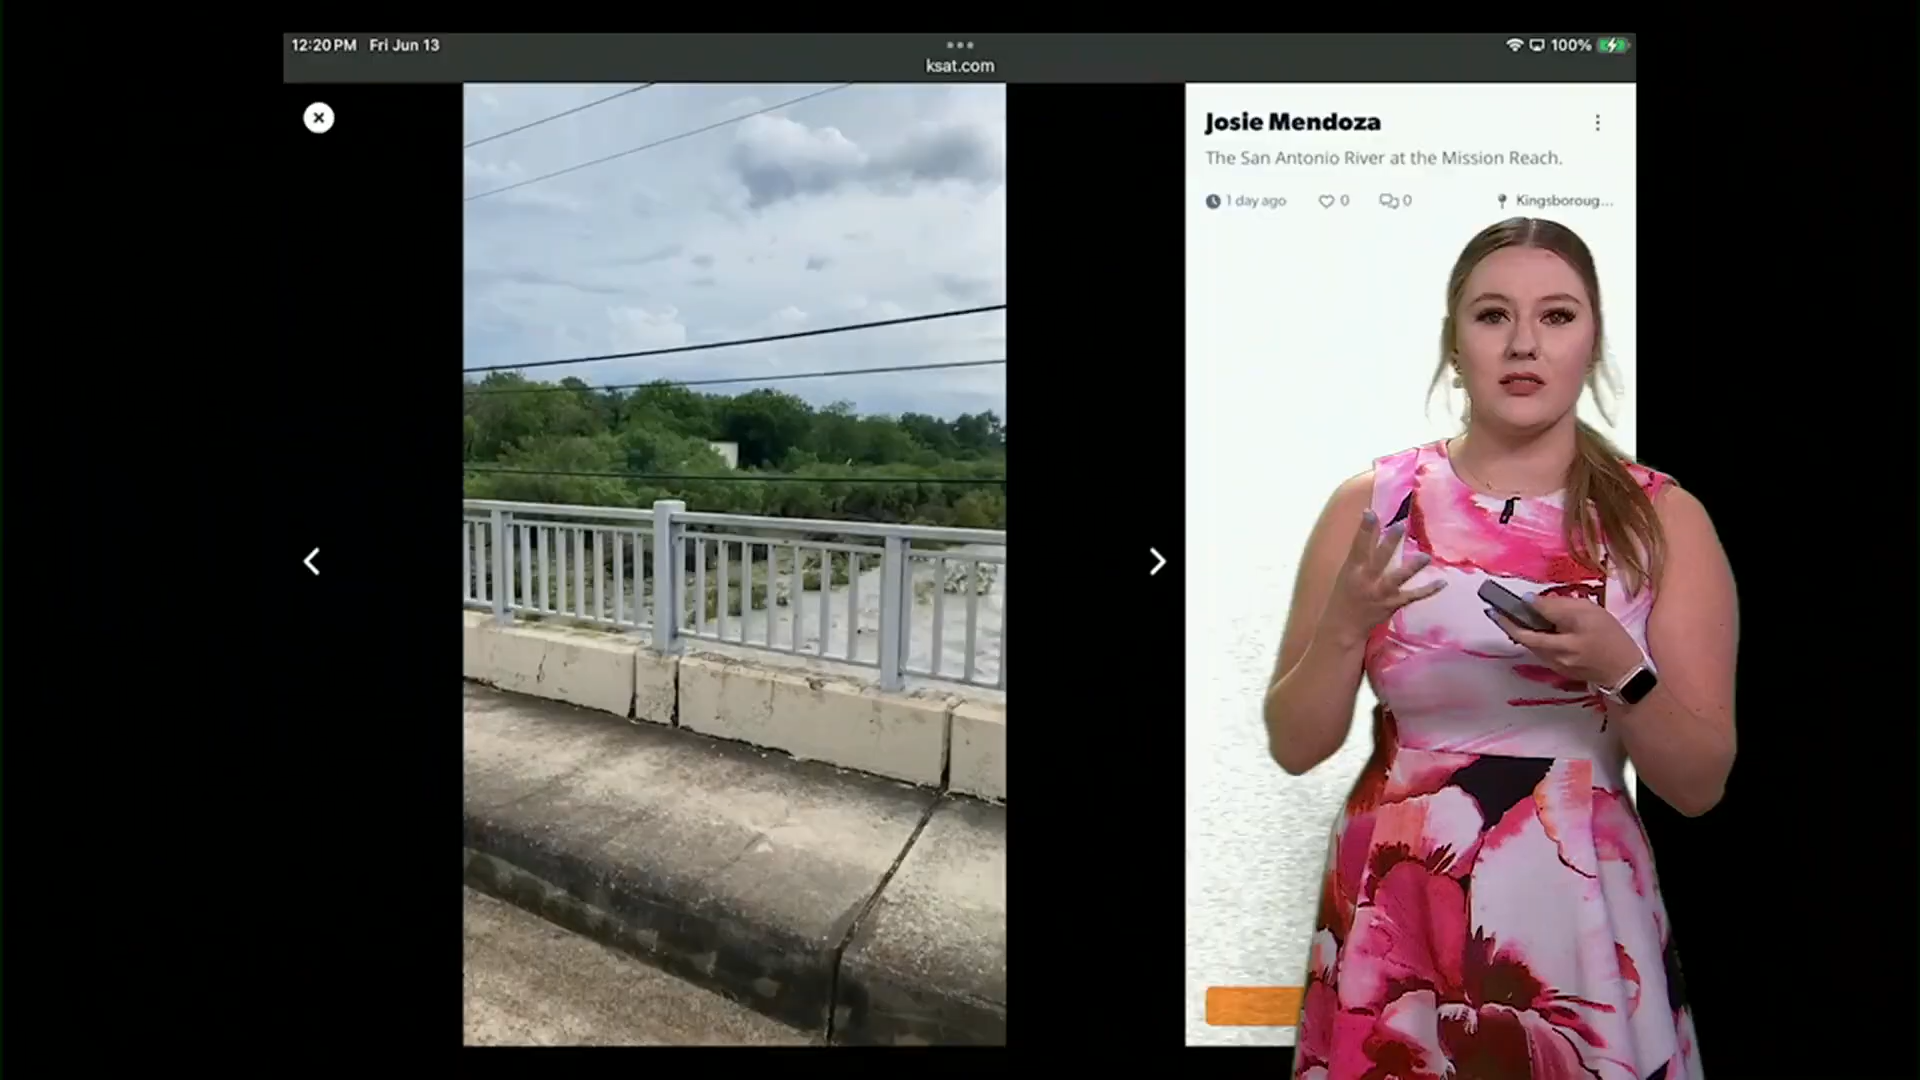 12:20 PM Fri Jun 13
100%
ksat.com
Josie Mendoza
The San Antonio River at the Mission Reach.
1 day ago 0 0 Kingsboroug...